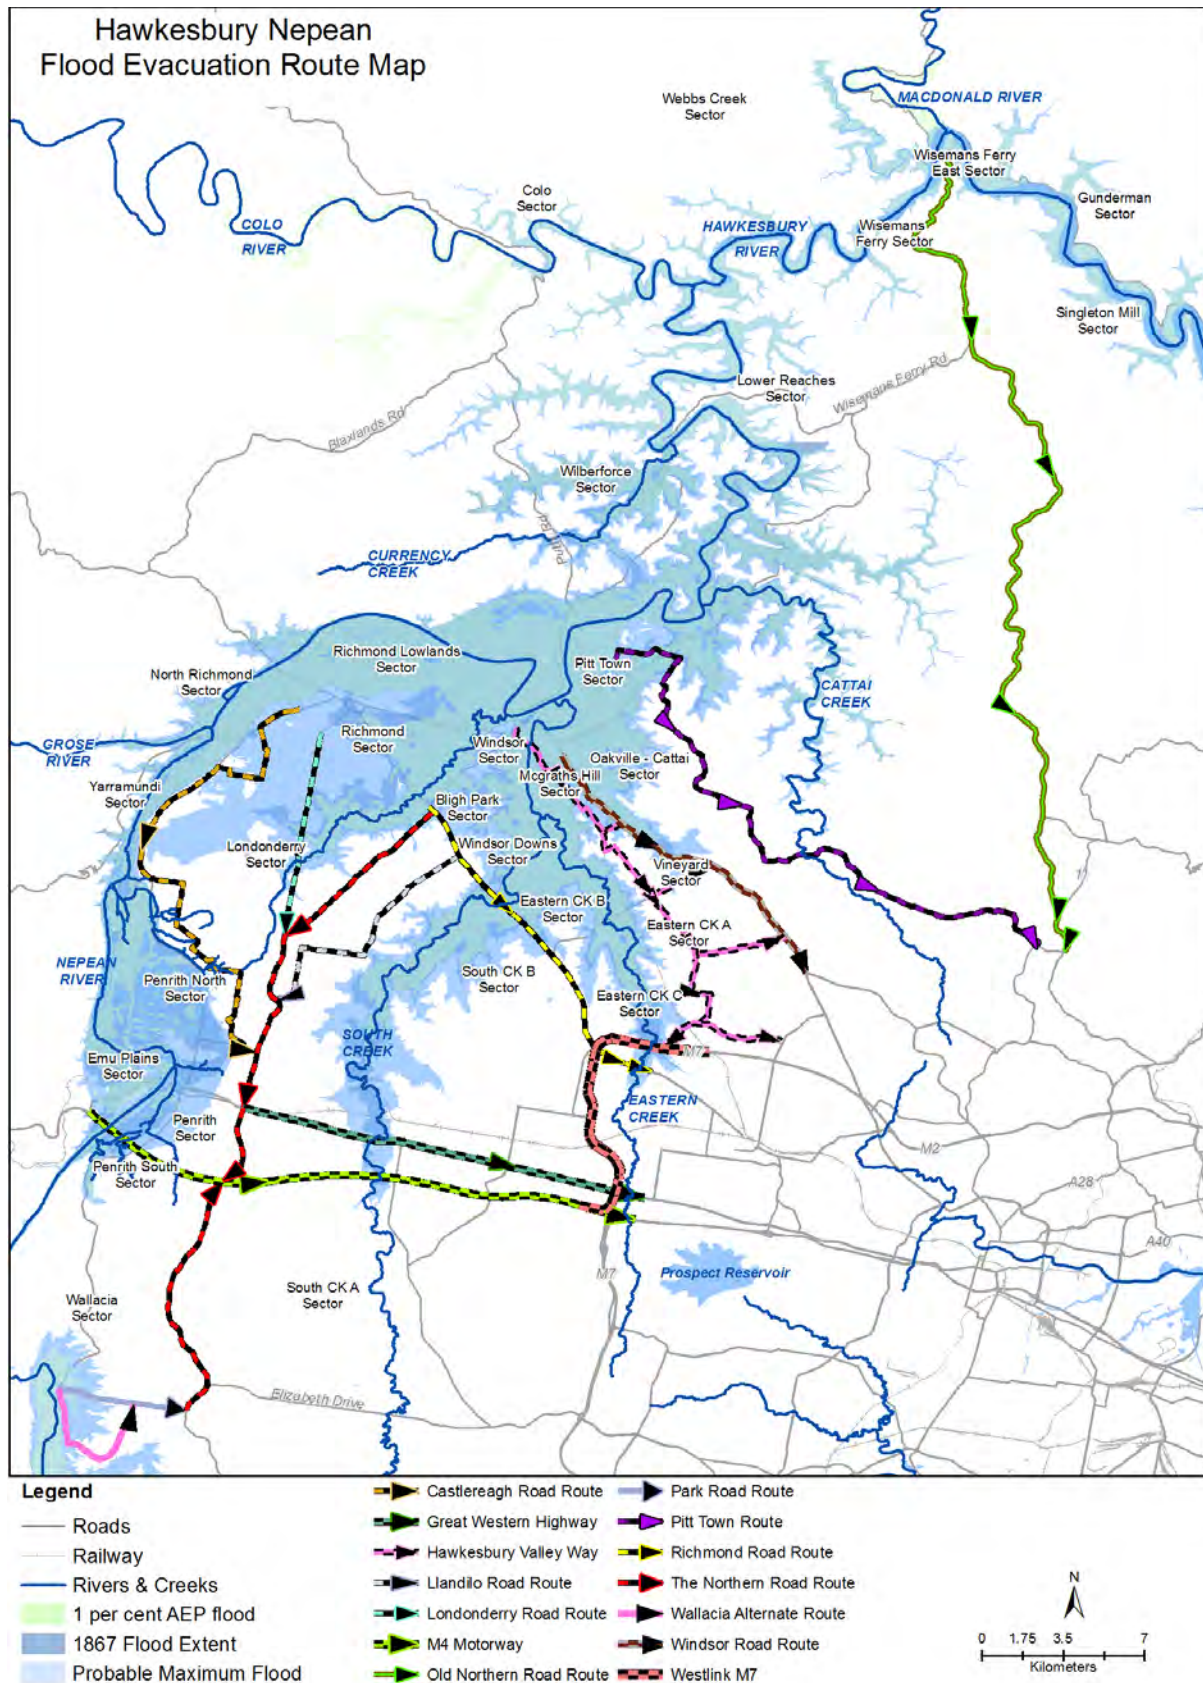 Hawkesbury Nepean
Flood Evacuation Route Map
Webbs Creek
Sector
MACDONALD RIVER
Wisemans Ferry
East Sector
Colo
Sector
Gunderman
Sector
COLO
RIVER
HAWKESBURY
RIVER
Wisemans
Ferry Sector
Singleton Mill
Sector
Lower Reaches
Sector
Wisemans Ferry Rd
Blaxlands Rd
Wilberforce
Sector
Putty Rd
CURRENCY
CREEK
Richmond Lowlands
Sector
North Richmond
Sector
Pitt Town
Sector
CATTAI
CREEK
GROSE
RIVER
Richmond
Sector
Windsor
Sector
Oakville - Cattai
Sector
Mcgraths Hill
Sector
Yarramundi
Sector
Bligh Park
Sector
Londonderry
Sector
Windsor Downs
Sector
Vineyard
Sector
Eastern CK B
Sector
Eastern CK A
Sector
NEPEAN
RIVER
Penrith North
Sector
South CK B
Sector
Eastern CK C
Sector
SOUTH
CREEK
M7
Emu Plains
Sector
EASTERN
CREEK
Penrith
Sector
M2
Penrith South
Sector
A28
A40
M7
Prospect Reservoir
South CK A
Sector
Wallacia
Sector
Elizabeth Drive
Legend
Roads
Railway
Rivers & Creeks
1 per cent AEP flood
1867 Flood Extent
Probable Maximum Flood
Castlereagh Road Route
Great Western Highway
Hawkesbury Valley Way
Llandilo Road Route
Londonderry Road Route
M4 Motorway
Old Northern Road Route
Park Road Route
Pitt Town Route
Richmond Road Route
The Northern Road Route
Wallacia Alternate Route
Windsor Road Route
Westlink M7
N
0 1.75 3.5 7
Kilometers